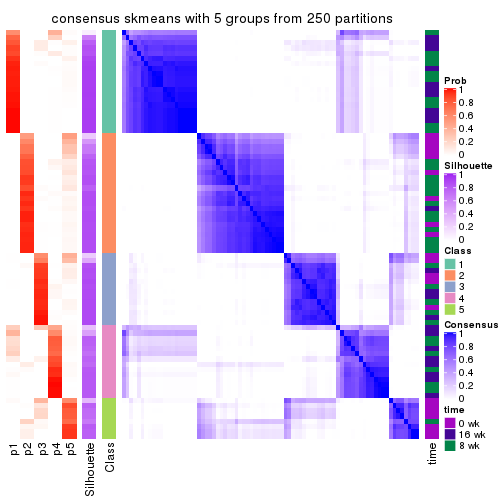 consensus skmeans with 5 groups from 250 partitions
Prob
1
0.8
0.6
0.4
0.2
0
Silhouette
1
0.8
0.6
0.4
0.2
0
Class
1
2
3
4
5
Consensus
1
0.8
0.6
0.4
0.2
0
time
0 wk
16 wk
8 wk
p1
p2
p3
p4
p5
Silhouette
Class
time